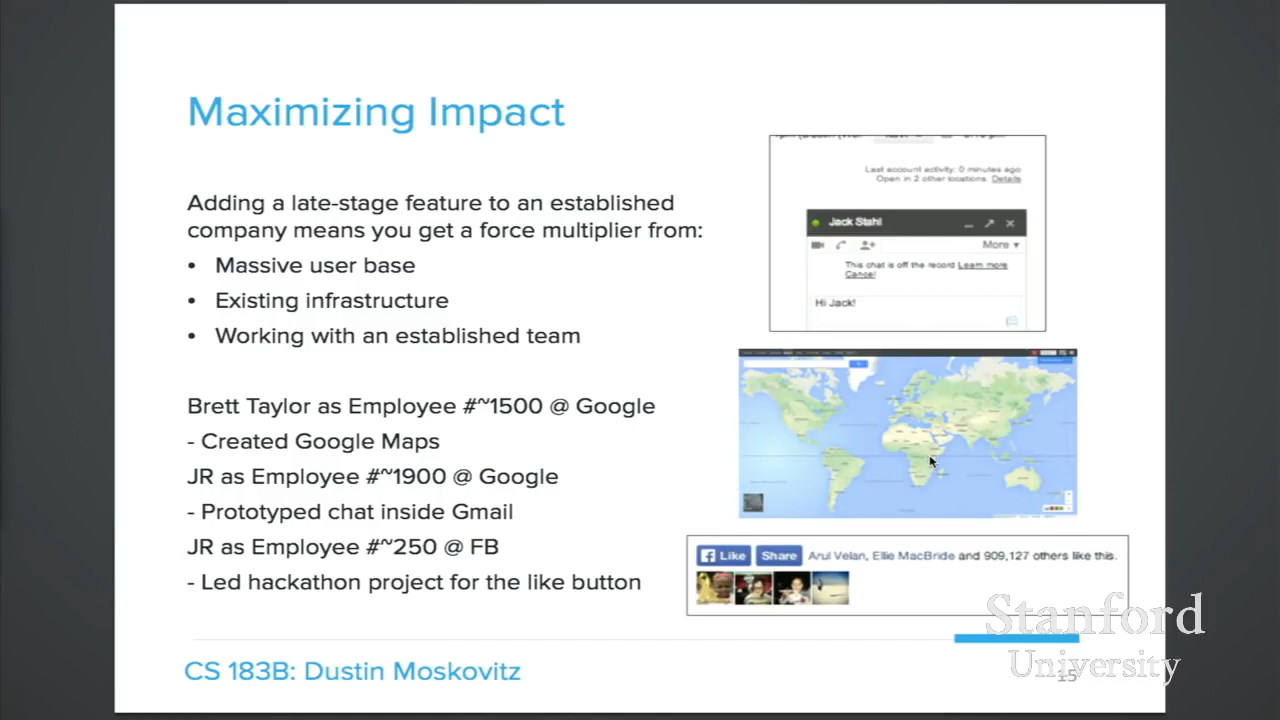 Maximizing Impact
Adding a late-stage feature to an established
company means you get a force multiplier from:
• Massive user base
• Existing infrastructure
• Working with an established team
Brett Taylor as Employee #~1500 @ Google
- Created Google Maps
JR as Employee #~1900 @ Google
- Prototyped chat inside Gmail
JR as Employee #~250 @ FB
- Led hackathon project for the like button
Last account activity: 0 minutes ago
Open in 2 other locations Details
Jack Stahl
More
This chat is off the record Learn more
Cancel
Hi Jack!
Like Share Arul Velan, Ellie MacBride and 909,127 others like this.
CS 183B: Dustin Moskovitz
15
Stanford
University